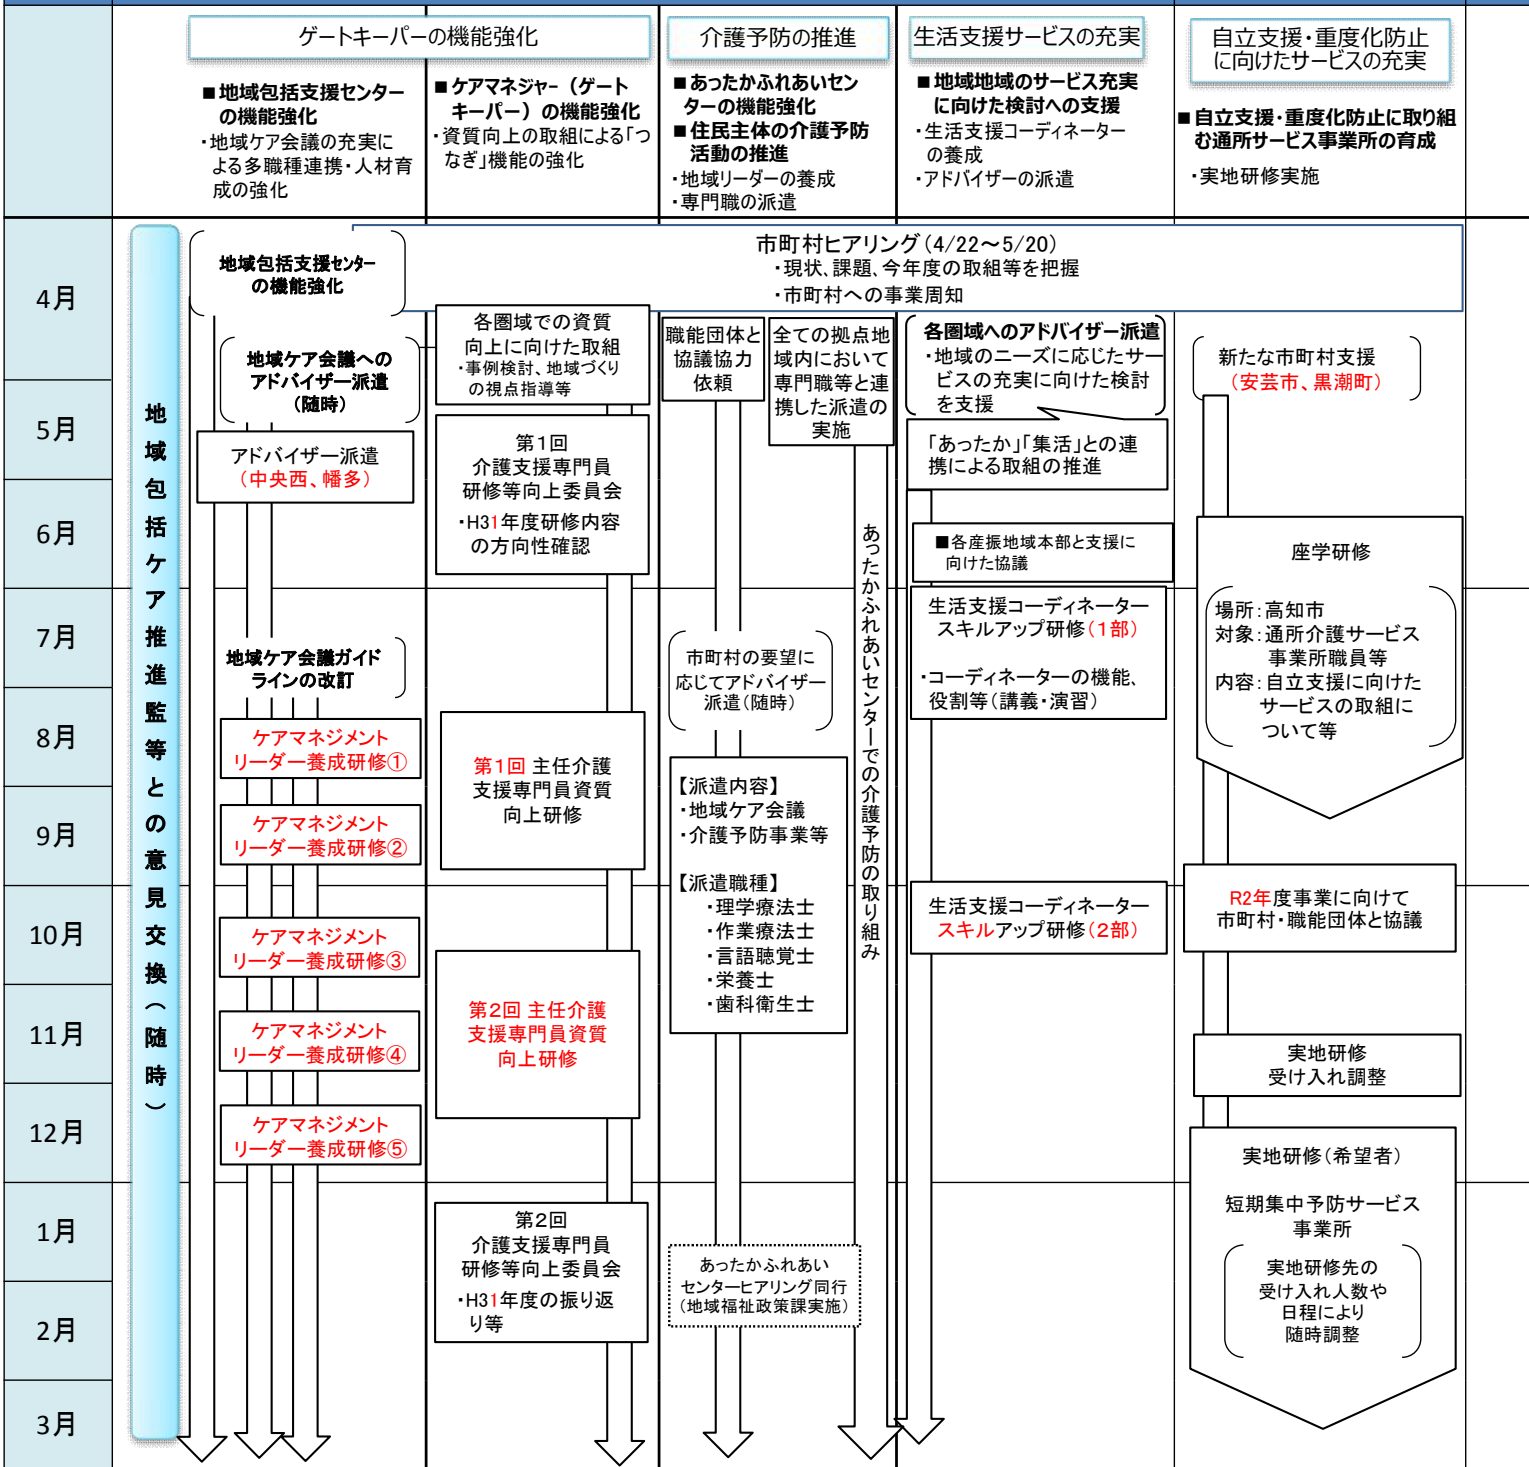 ゲートキーパーの機能強化
介護予防の推進
生活支援サービスの充実
自立支援・重度化防止
に向けたサービスの充実
■地域包括支援センター
の機能強化
・地域ケア会議の充実に
よる多職種連携・人材育
成の強化
■ケアマネジャー（ゲート
キーパー）の機能強化
・資質向上の取組による「つ
なぎ」機能の強化
■あったかふれあいセン
ターの機能強化
■住民主体の介護予防
活動の推進
・地域リーダーの養成
・専門職の派遣
■地域地域のサービス充実
に向けた検討への支援
・生活支援コーディネーター
の養成
・アドバイザーの派遣
■自立支援・重度化防止に取り組
む通所サービス事業所の育成
・実地研修実施
4月
5月
6月
7月
8月
9月
10月
11月
12月
1月
2月
3月
地域包括ケア推進監等との意見交換（随時）
市町村ヒアリング（4/22～5/20）
・現状、課題、今年度の取組等を把握
・市町村への事業周知
地域包括支援センター
の機能強化
地域ケア会議への
アドバイザー派遣
（随時）
アドバイザー派遣
（中央西、幡多）
地域ケア会議ガイド
ラインの改訂
ケアマネジメント
リーダー養成研修①
ケアマネジメント
リーダー養成研修②
ケアマネジメント
リーダー養成研修③
ケアマネジメント
リーダー養成研修④
ケアマネジメント
リーダー養成研修⑤
各圏域での資質
向上に向けた取組
・事例検討、地域づくり
の視点指導等
第1回
介護支援専門員
研修等向上委員会
・H31年度研修内容
の方向性確認
第1回 主任介護
支援専門員資質
向上研修
第2回 主任介護
支援専門員資質
向上研修
第2回
介護支援専門員
研修等向上委員会
・H31年度の振り返
り等
職能団体と
協議協力
依頼
全ての拠点地
域内において
専門職等と連
携した派遣の
実施
あったかふれあいセンターでの介護予防の取り組み
市町村の要望に
応じてアドバイザー
派遣（随時）
【派遣内容】
・地域ケア会議
・介護予防事業等
【派遣職種】
・理学療法士
・作業療法士
・言語聴覚士
・栄養士
・歯科衛生士
あったかふれあい
センターヒアリング同行
（地域福祉政策課実施）
各圏域へのアドバイザー派遣
・地域のニーズに応じたサー
ビスの充実に向けた検討
を支援
「あったか」「集活」との連
携による取組の推進
■各産振地域本部と支援に
向けた協議
生活支援コーディネーター
スキルアップ研修（1部）
・コーディネーターの機能、
役割等（講義・演習）
生活支援コーディネーター
スキルアップ研修（2部）
新たな市町村支援
（安芸市、黒潮町）
座学研修
場所：高知市
対象：通所介護サービス
事業所職員等
内容：自立支援に向けた
サービスの取組に
ついて等
R2年度事業に向けて
市町村・職能団体と協議
実地研修
受け入れ調整
実地研修（希望者）
短期集中予防サービス
事業所
実地研修先の
受け入れ人数や
日程により
随時調整